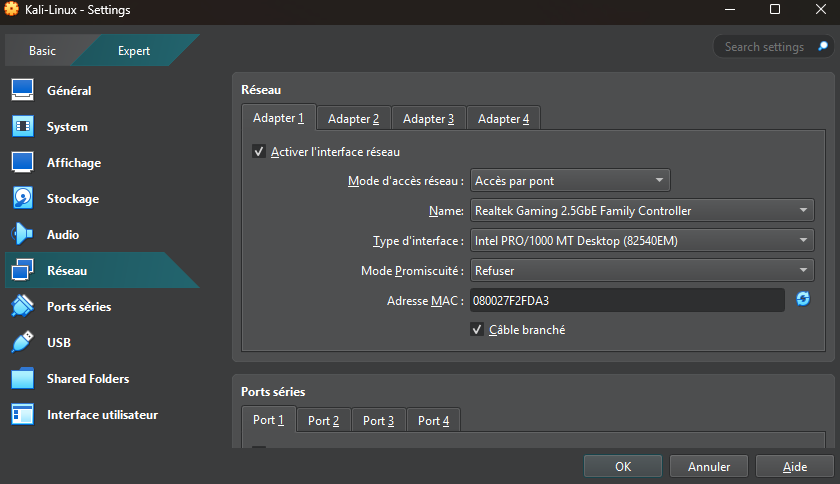 Kali-Linux - Settings
Basic
Expert
Search settings
Général
System
Affichage
Stockage
Audio
Réseau
Ports séries
USB
Shared Folders
Interface utilisateur
Réseau
Adapter 1
Adapter 2
Adapter 3
Adapter 4
Activer l'interface réseau
Mode d'accès réseau : Accès par pont
Name: Realtek Gaming 2.5GbE Family Controller
Type d'interface : Intel PRO/1000 MT Desktop (82540EM)
Mode Promiscuité : Refuser
Adresse MAC : 080027F2FDA3
Câble branché
Ports séries
Port 1
Port 2
Port 3
Port 4
OK
Annuler
Aide